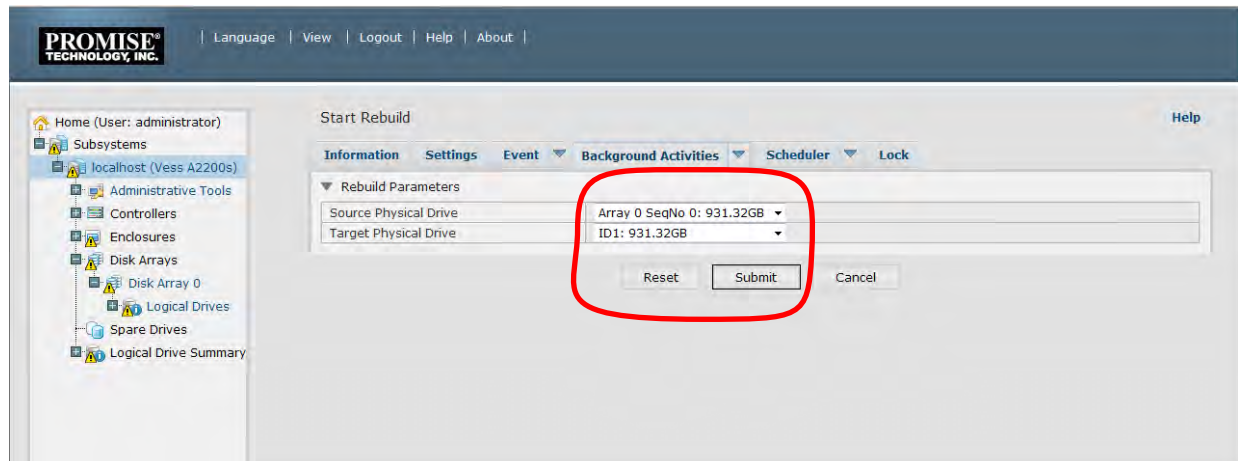 PROMISE®
TECHNOLOGY, INC.
| Language | View | Logout | Help | About |
Home (User: administrator)
Subsystems
localhost (Vess A2200s)
Administrative Tools
Controllers
Enclosures
Disk Arrays
Disk Array 0
Logical Drives
Spare Drives
Logical Drive Summary
Start Rebuild
Help
Information Settings Event Background Activities Scheduler Lock
Rebuild Parameters
Source Physical Drive Array 0 SeqNo 0: 931.32GB
Target Physical Drive ID1: 931.32GB
Reset Submit Cancel